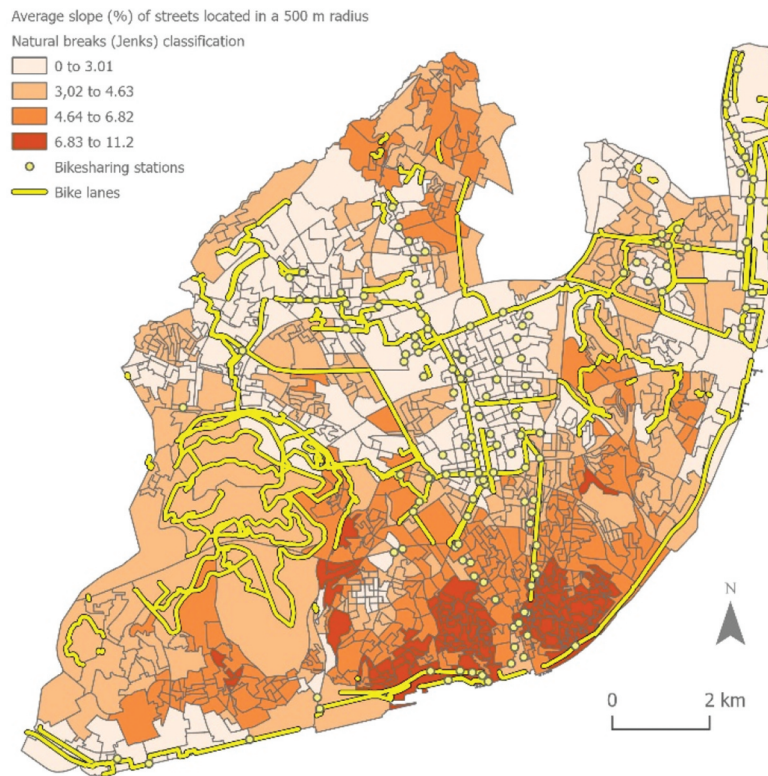 Average slope (%) of streets located in a 500 m radius
Natural breaks (Jenks) classification
0 to 3.01
3,02 to 4.63
4.64 to 6.82
6.83 to 11.2
Bikesharing stations
Bike lanes
N
0 2 km